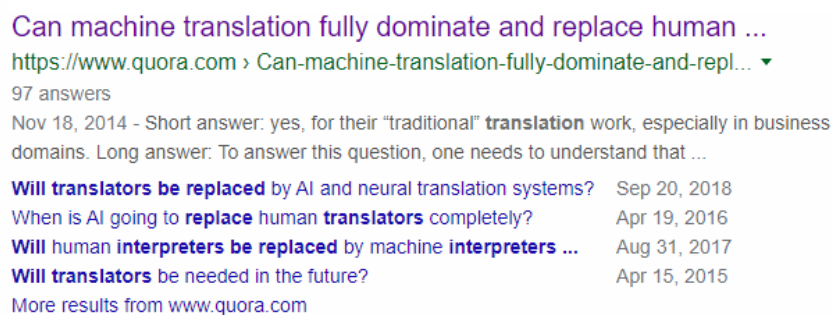 Can machine translation fully dominate and replace human ...
https://www.quora.com › Can-machine-translation-fully-dominate-and-repl... ▼
97 answers
Nov 18, 2014 - Short answer: yes, for their “traditional” translation work, especially in business
domains. Long answer: To answer this question, one needs to understand that ...
Will translators be replaced by AI and neural translation systems? Sep 20, 2018
When is AI going to replace human translators completely? Apr 19, 2016
Will human interpreters be replaced by machine interpreters ... Aug 31, 2017
Will translators be needed in the future? Apr 15, 2015
More results from www.quora.com